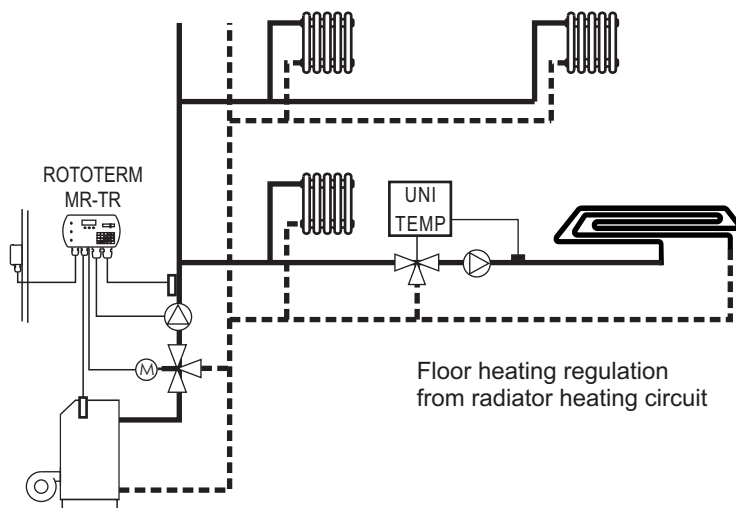 ROTOTERM
MR-TR
UNI
TEMP
M
Floor heating regulation
from radiator heating circuit